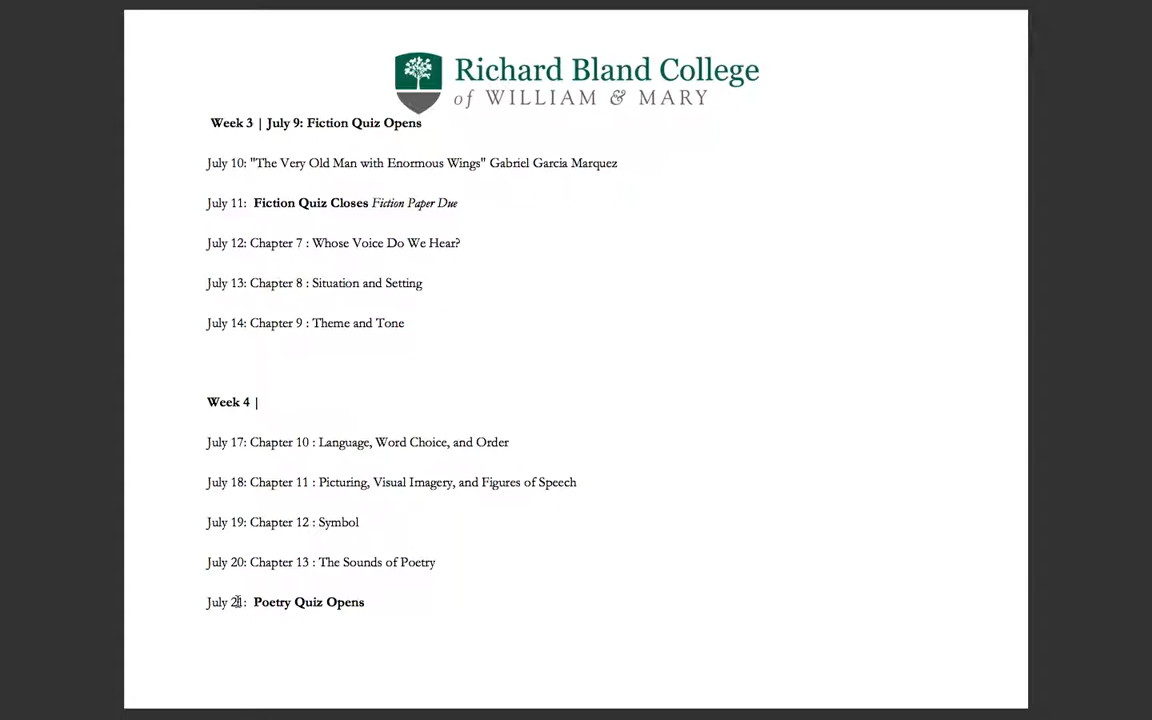 Richard Bland College
of WILLIAM & MARY
Week 3 | July 9: Fiction Quiz Opens
July 10: "The Very Old Man with Enormous Wings" Gabriel Garcia Marquez
July 11: Fiction Quiz Closes Fiction Paper Due
July 12: Chapter 7 : Whose Voice Do We Hear?
July 13: Chapter 8 : Situation and Setting
July 14: Chapter 9 : Theme and Tone
Week 4 |
July 17: Chapter 10 : Language, Word Choice, and Order
July 18: Chapter 11 : Picturing, Visual Imagery, and Figures of Speech
July 19: Chapter 12 : Symbol
July 20: Chapter 13 : The Sounds of Poetry
July 21: Poetry Quiz Opens